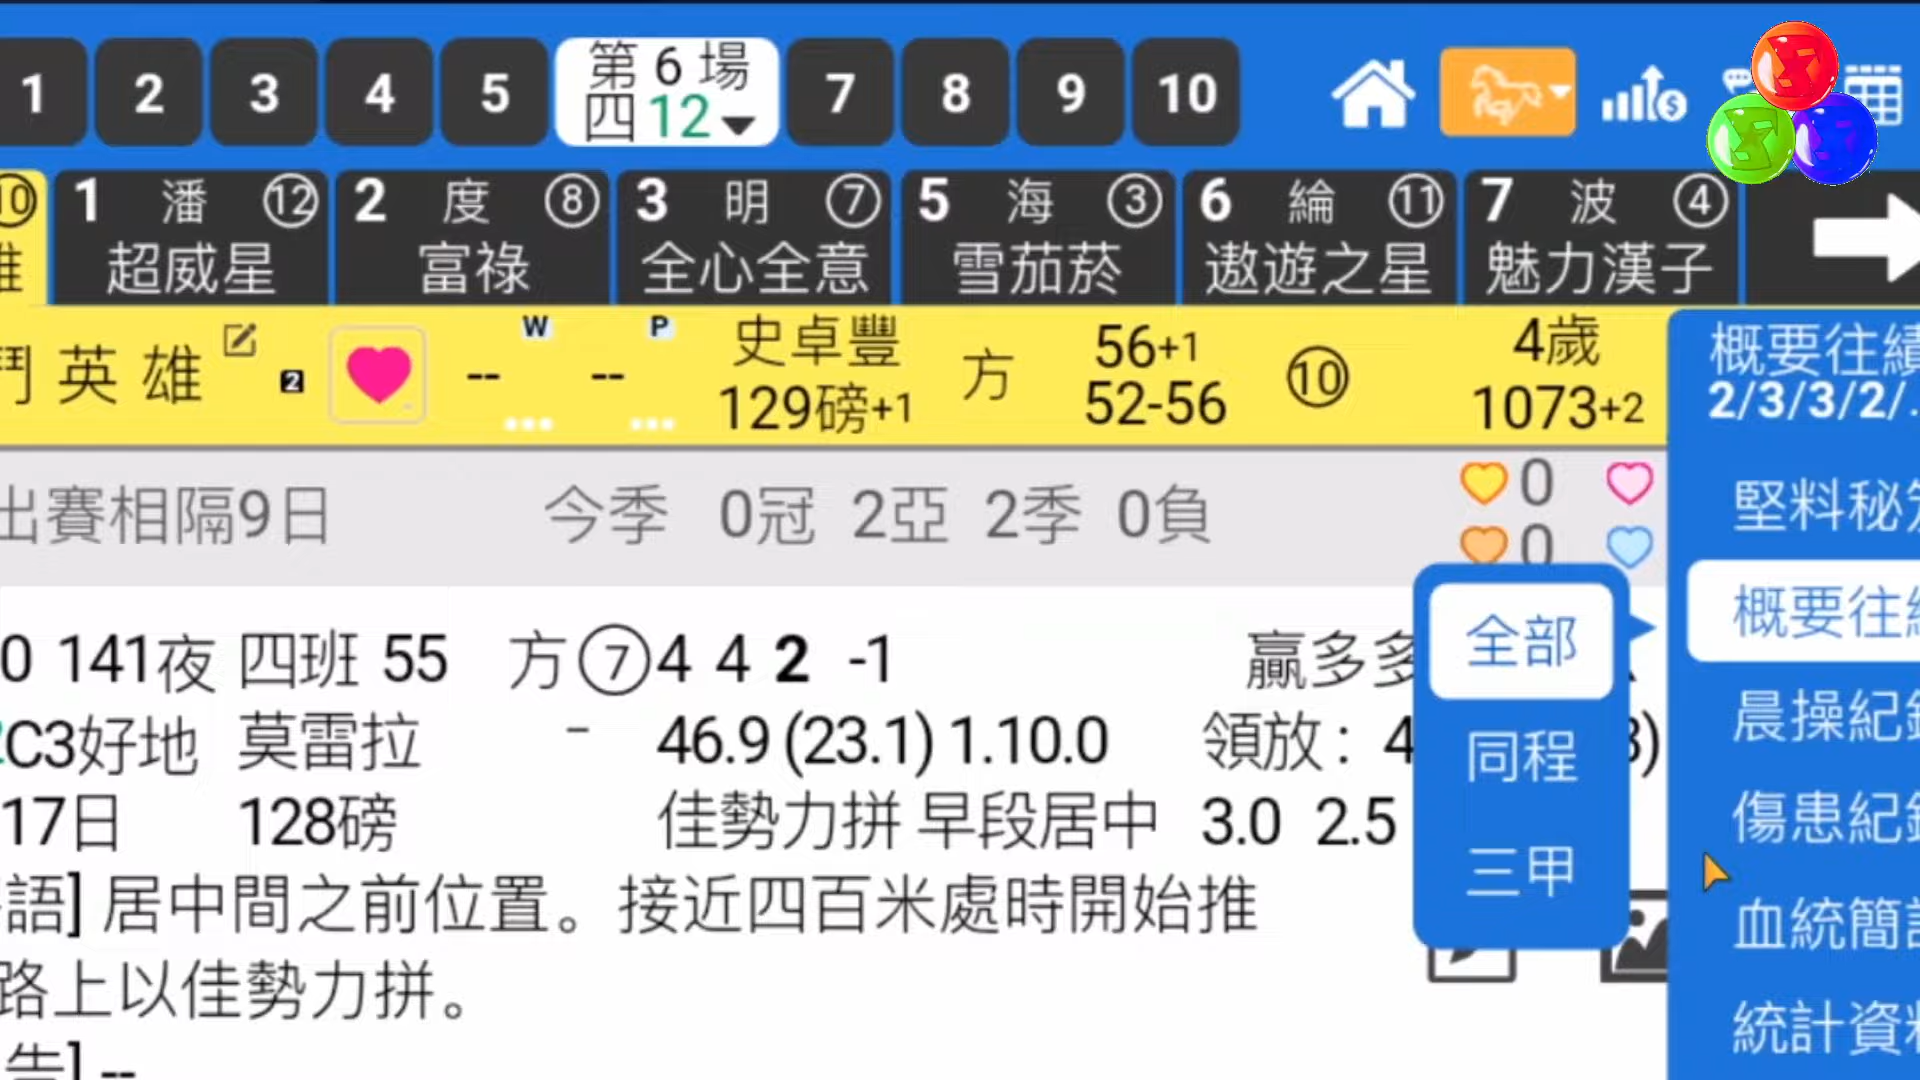 1 2 3 4 5 第 6 場 7 8 9 10
四 12
⑩ 1 潘 ⑫ 2 度 ⑧ 3 明 ⑦ 5 海 ③ 6 綸 ⑪ 7 波 ④
超威星 富祿 全心全意 雪茄菸 遨遊之星 魅力漢子
W P 史卓豐 56+1 4歲 概要往績
鬥 英 雄 2 -- -- 方 ⑩ 2/3/3/2/.
129磅+1 52-56 1073+2
出賽相隔9日 今季 0冠 2亞 2季 0負 0
0
堅料秘笈
概要往績
0 141夜 四班 55 方⑦4 4 2 -1 贏多多 全部
晨操紀錄
C3好地 莫雷拉 - 46.9 (23.1) 1.10.0 領放: 4 同程 3)
17日 128磅 佳勢力拼 早段居中 3.0 2.5 傷患紀錄
三甲
語] 居中間之前位置。接近四百米處時開始推
血統簡
路上以佳勢力拼。
統計資料
告] --